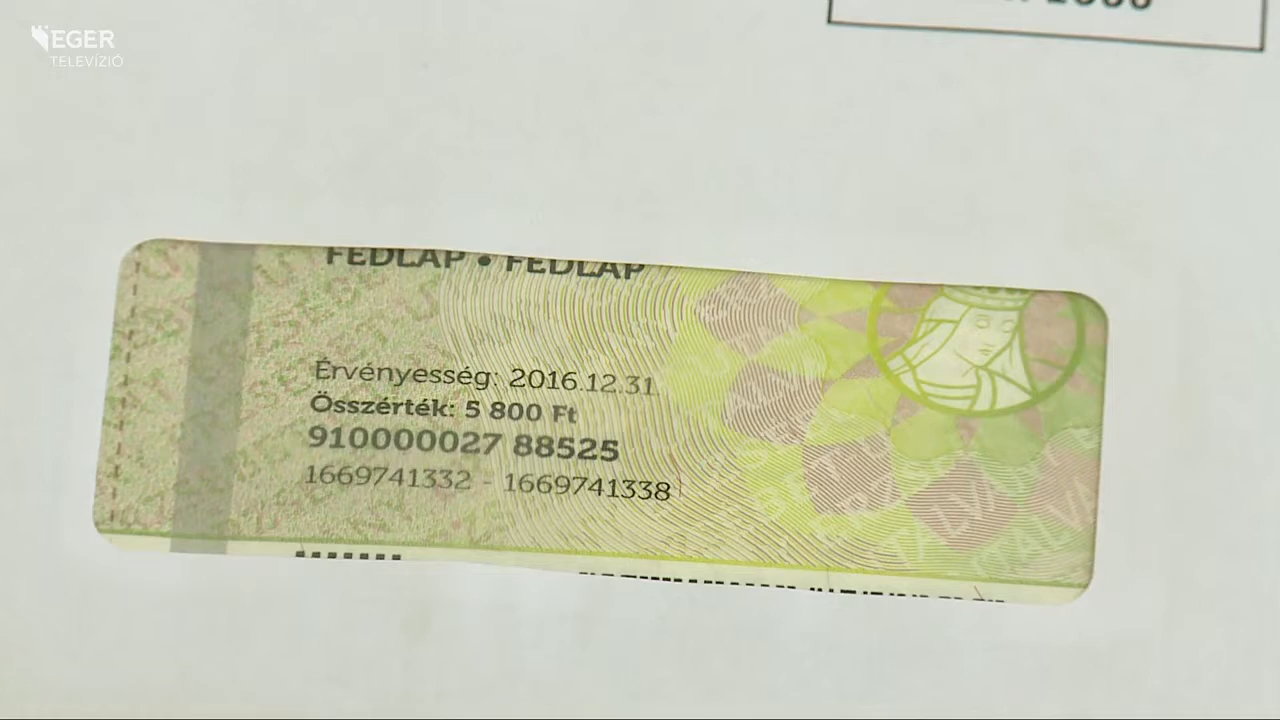 EGER
TELEVÍZIÓ
FEDLAP • FEDLAP
Érvényesség: 2016.12.31.
Összérték: 5 800 Ft
910000027 88525
1669741332 - 1669741338